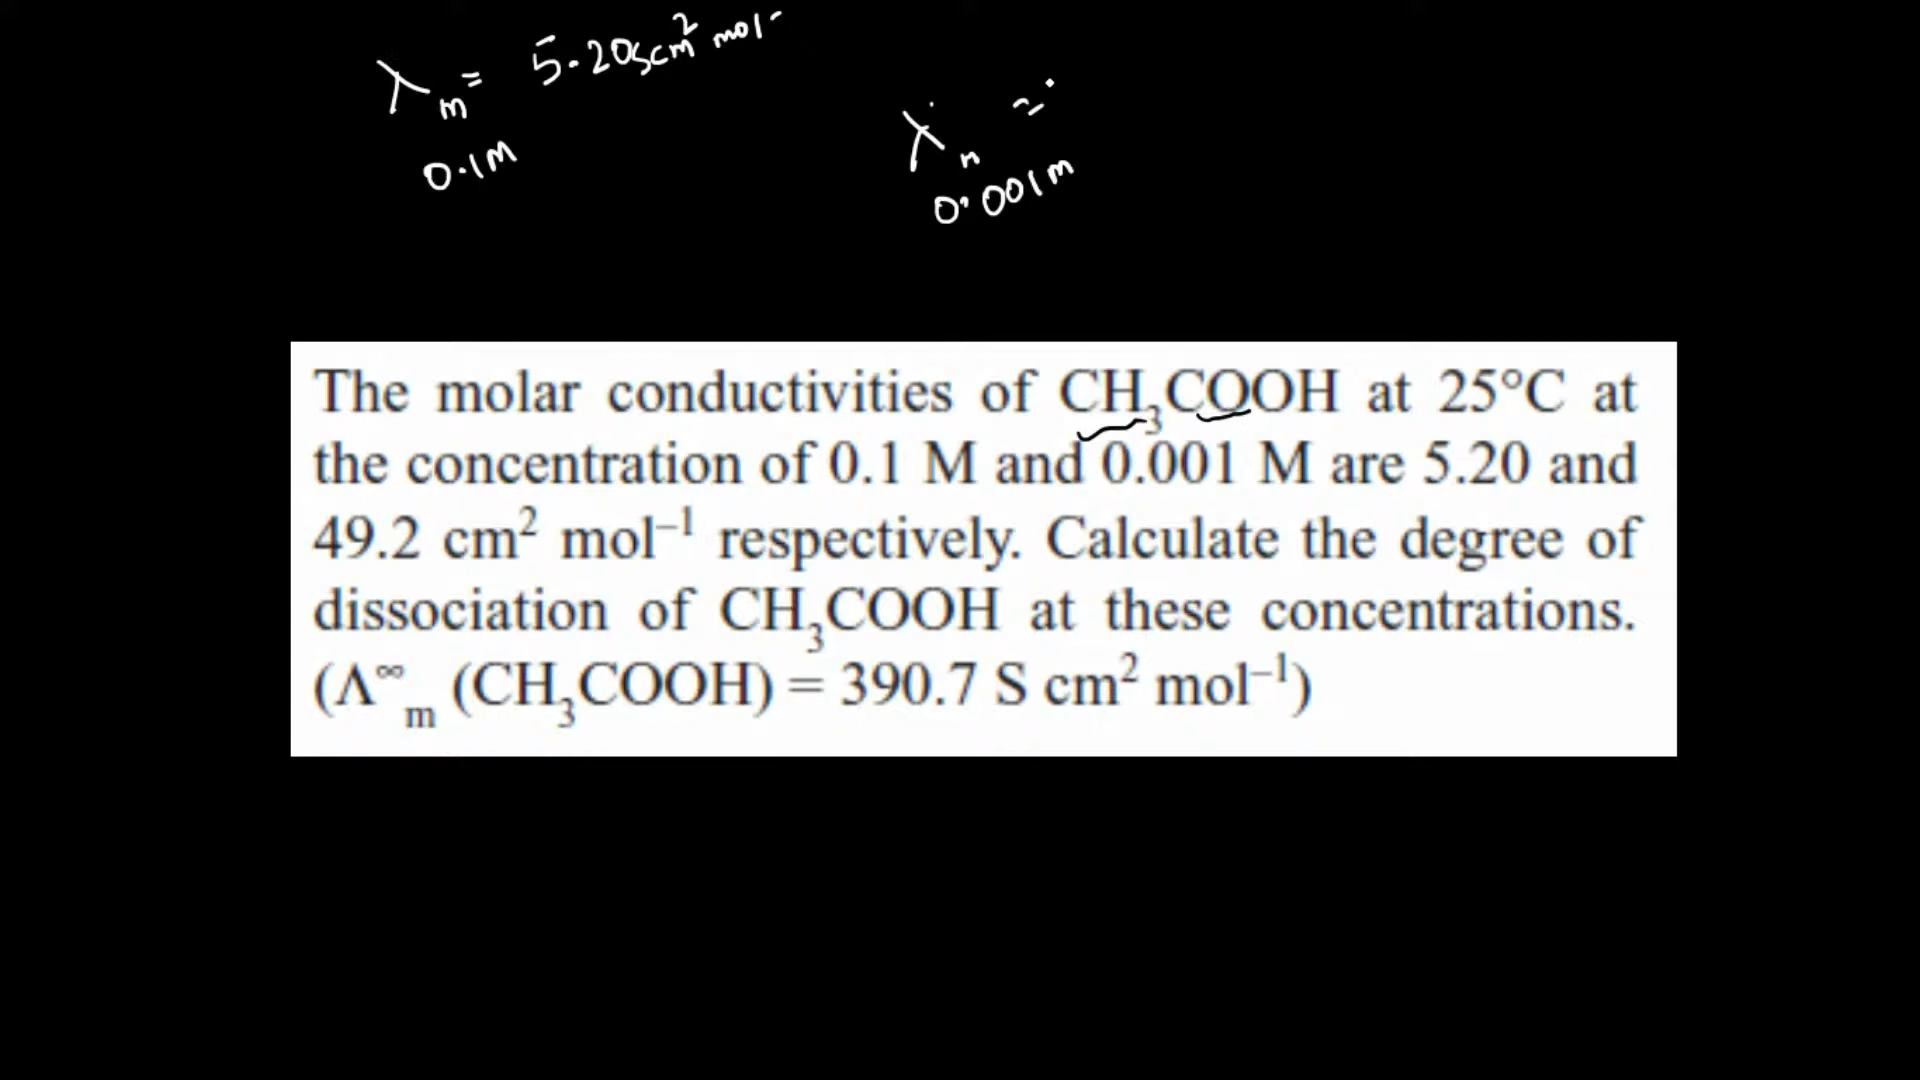 λm = 5.20Scm² mol-
0.1M
λm =
0.001M
The molar conductivities of CH₃COOH at 25°C at
the concentration of 0.1 M and 0.001 M are 5.20 and
49.2 cm² mol⁻¹ respectively. Calculate the degree of
dissociation of CH₃COOH at these concentrations.
(Λ∞m (CH₃COOH) = 390.7 S cm² mol⁻¹)